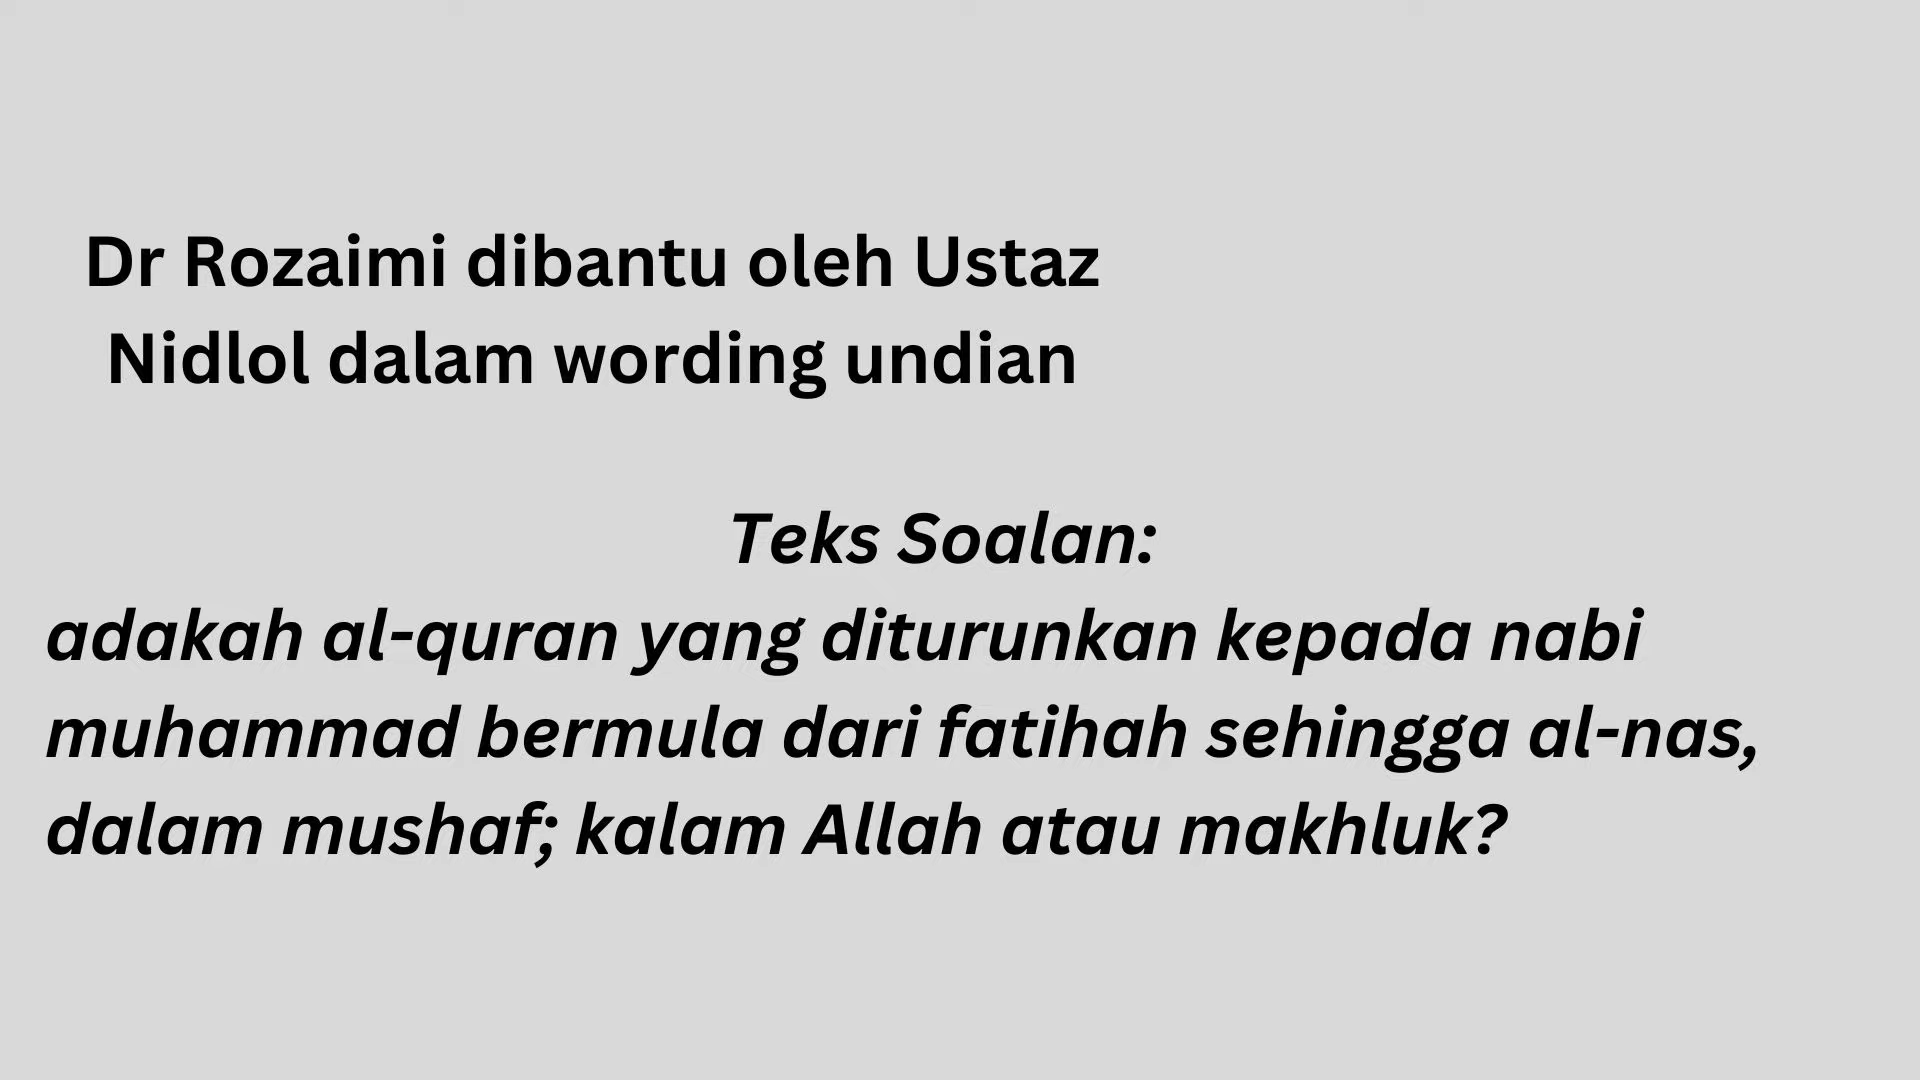 Dr Rozaimi dibantu oleh Ustaz
Nidlol dalam wording undian
Teks Soalan:
adakah al-quran yang diturunkan kepada nabi
muhammad bermula dari fatihah sehingga al-nas,
dalam mushaf; kalam Allah atau makhluk?